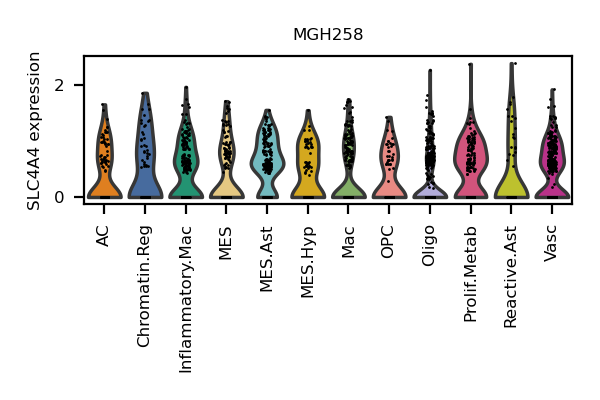 MGH258
SLC4A4 expression
2
0
AC
Chromatin.Reg
Inflammatory.Mac
MES
MES.Ast
MES.Hyp
Mac
OPC
Oligo
Prolif.Metab
Reactive.Ast
Vasc